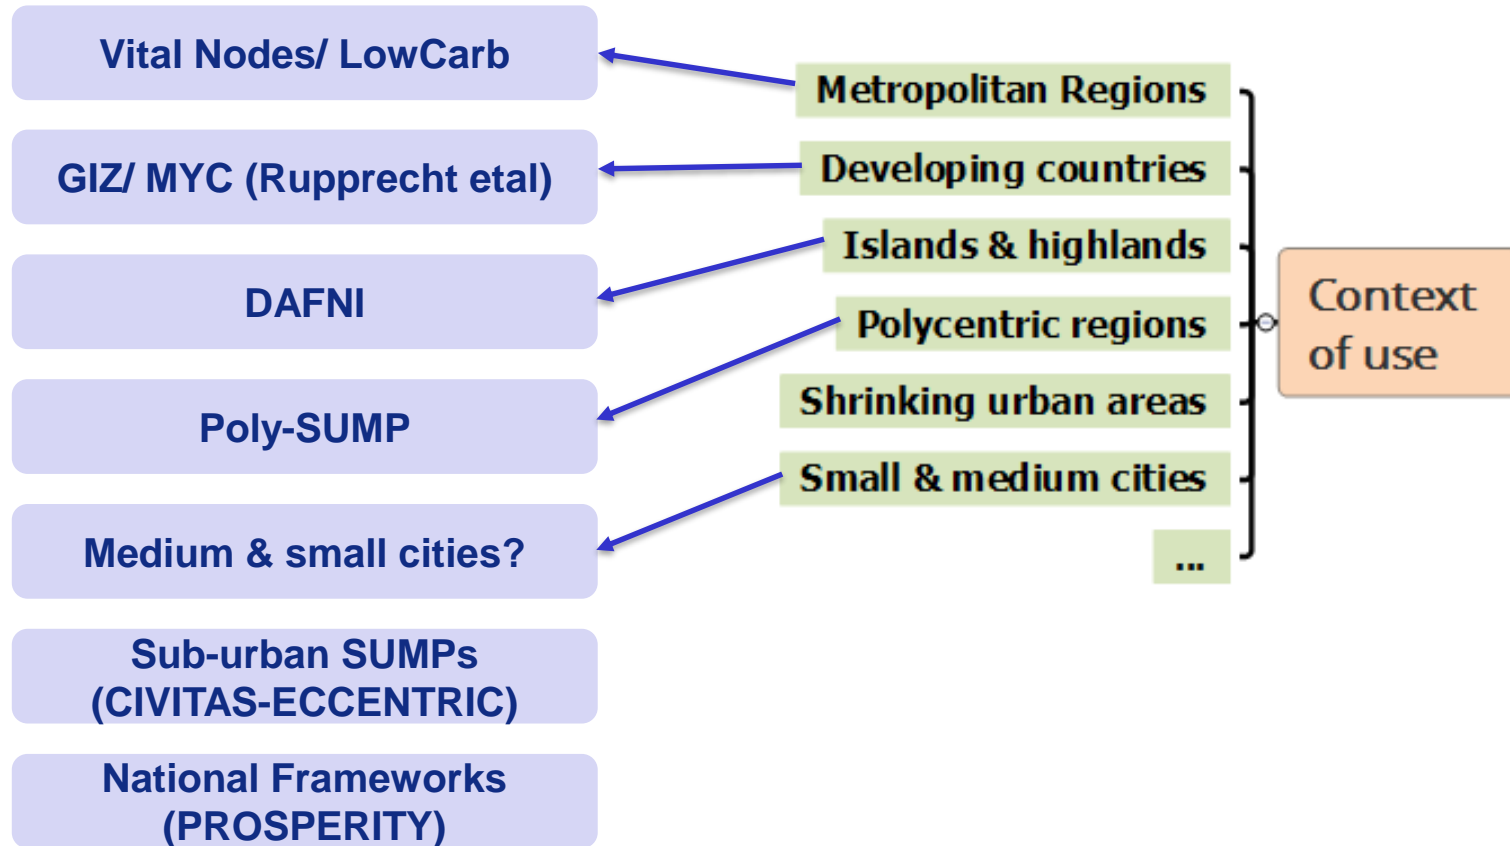 Vital Nodes/ LowCarb
GIZ/ MYC (Rupprecht etal)
DAFNI
Poly-SUMP
Medium & small cities?
Sub-urban SUMPs
(CIVITAS-ECCENTRIC)
National Frameworks
(PROSPERITY)
Metropolitan Regions
Developing countries
Islands & highlands
Polycentric regions
Shrinking urban areas
Small & medium cities
...
Context
of use